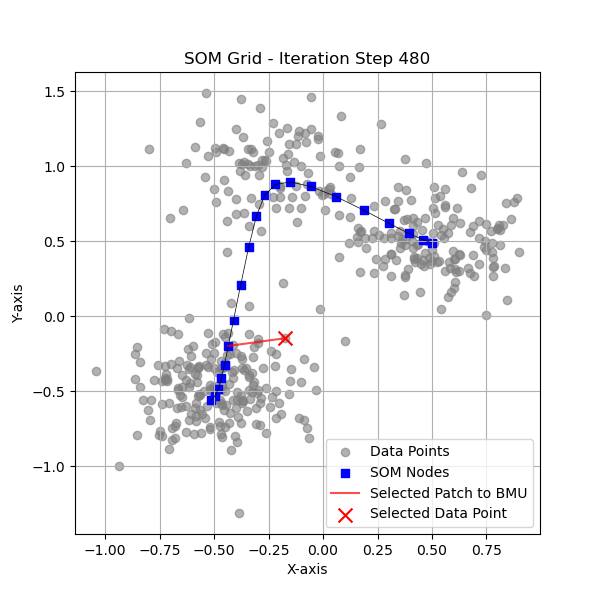 SOM Grid - Iteration Step 480
Y-axis
1.5
1.0
0.5
0.0
−0.5
−1.0
Data Points
SOM Nodes
Selected Patch to BMU
Selected Data Point
−1.00 −0.75 −0.50 −0.25 0.00 0.25 0.50 0.75
X-axis